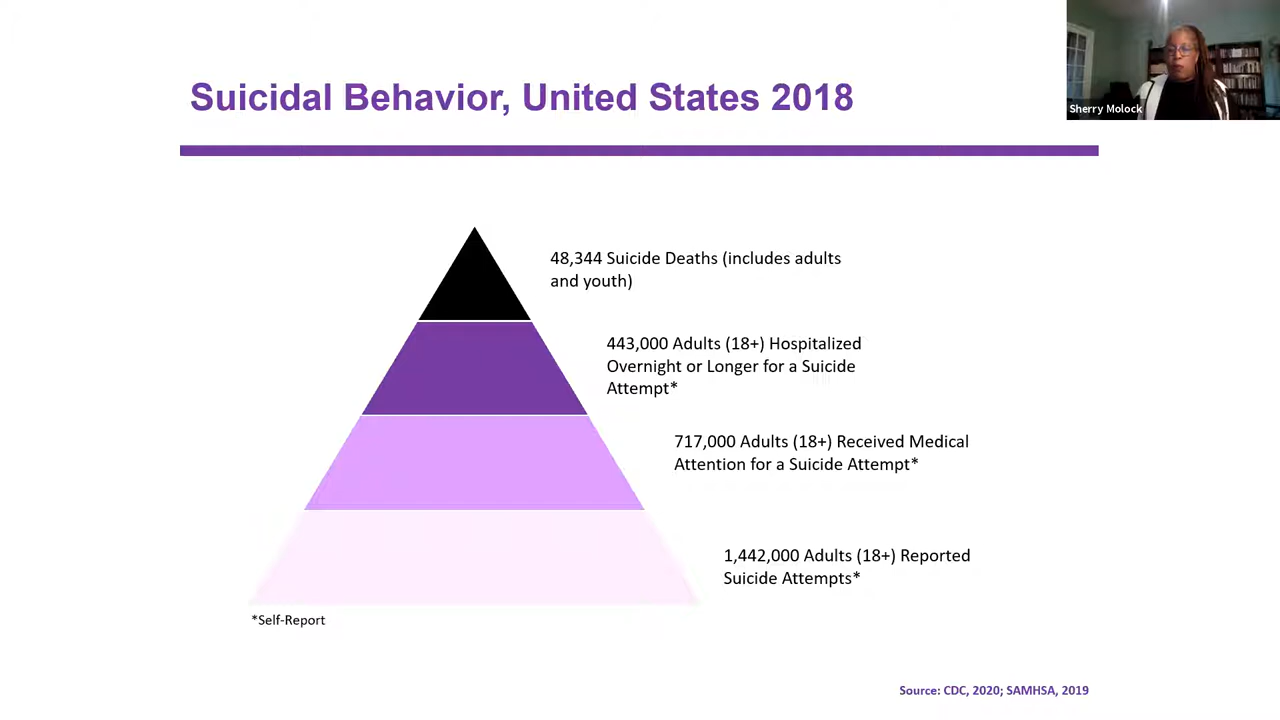 Suicidal Behavior, United States 2018
Sherry Molock
48,344 Suicide Deaths (includes adults
and youth)
443,000 Adults (18+) Hospitalized
Overnight or Longer for a Suicide
Attempt*
717,000 Adults (18+) Received Medical
Attention for a Suicide Attempt*
1,442,000 Adults (18+) Reported
Suicide Attempts*
*Self-Report
Source: CDC, 2020; SAMHSA, 2019